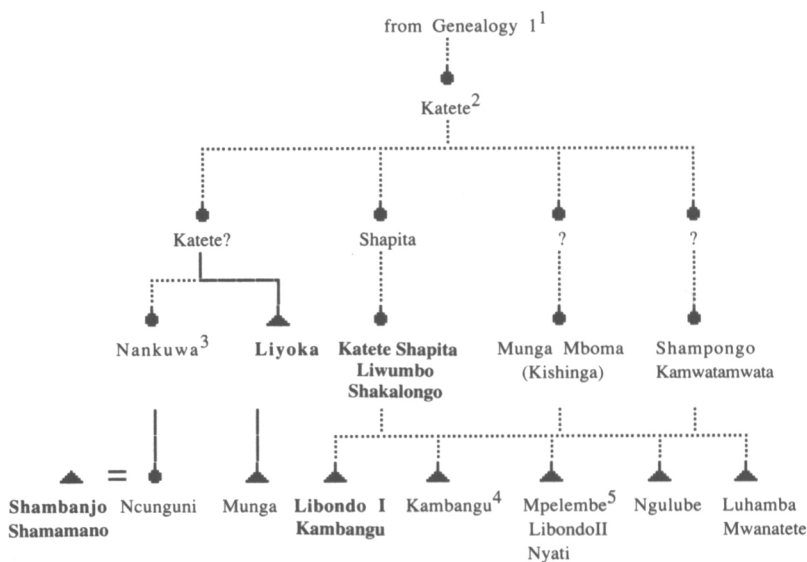 from Genealogy 1¹
Katete²
Katete? Shapita ? ?
Nankuwa³ Liyoka Katete Shapita Munga Mboma Shampongo
Liwumbo (Kishinga) Kamwatamwata
Shakalongo
=
Shambanjo Ncunguni Munga Libondo I Kambangu⁴ Mpelembe⁵ Ngulube Luhamba
Shamamano Kambangu LibondoII Mwanatete
Nyati